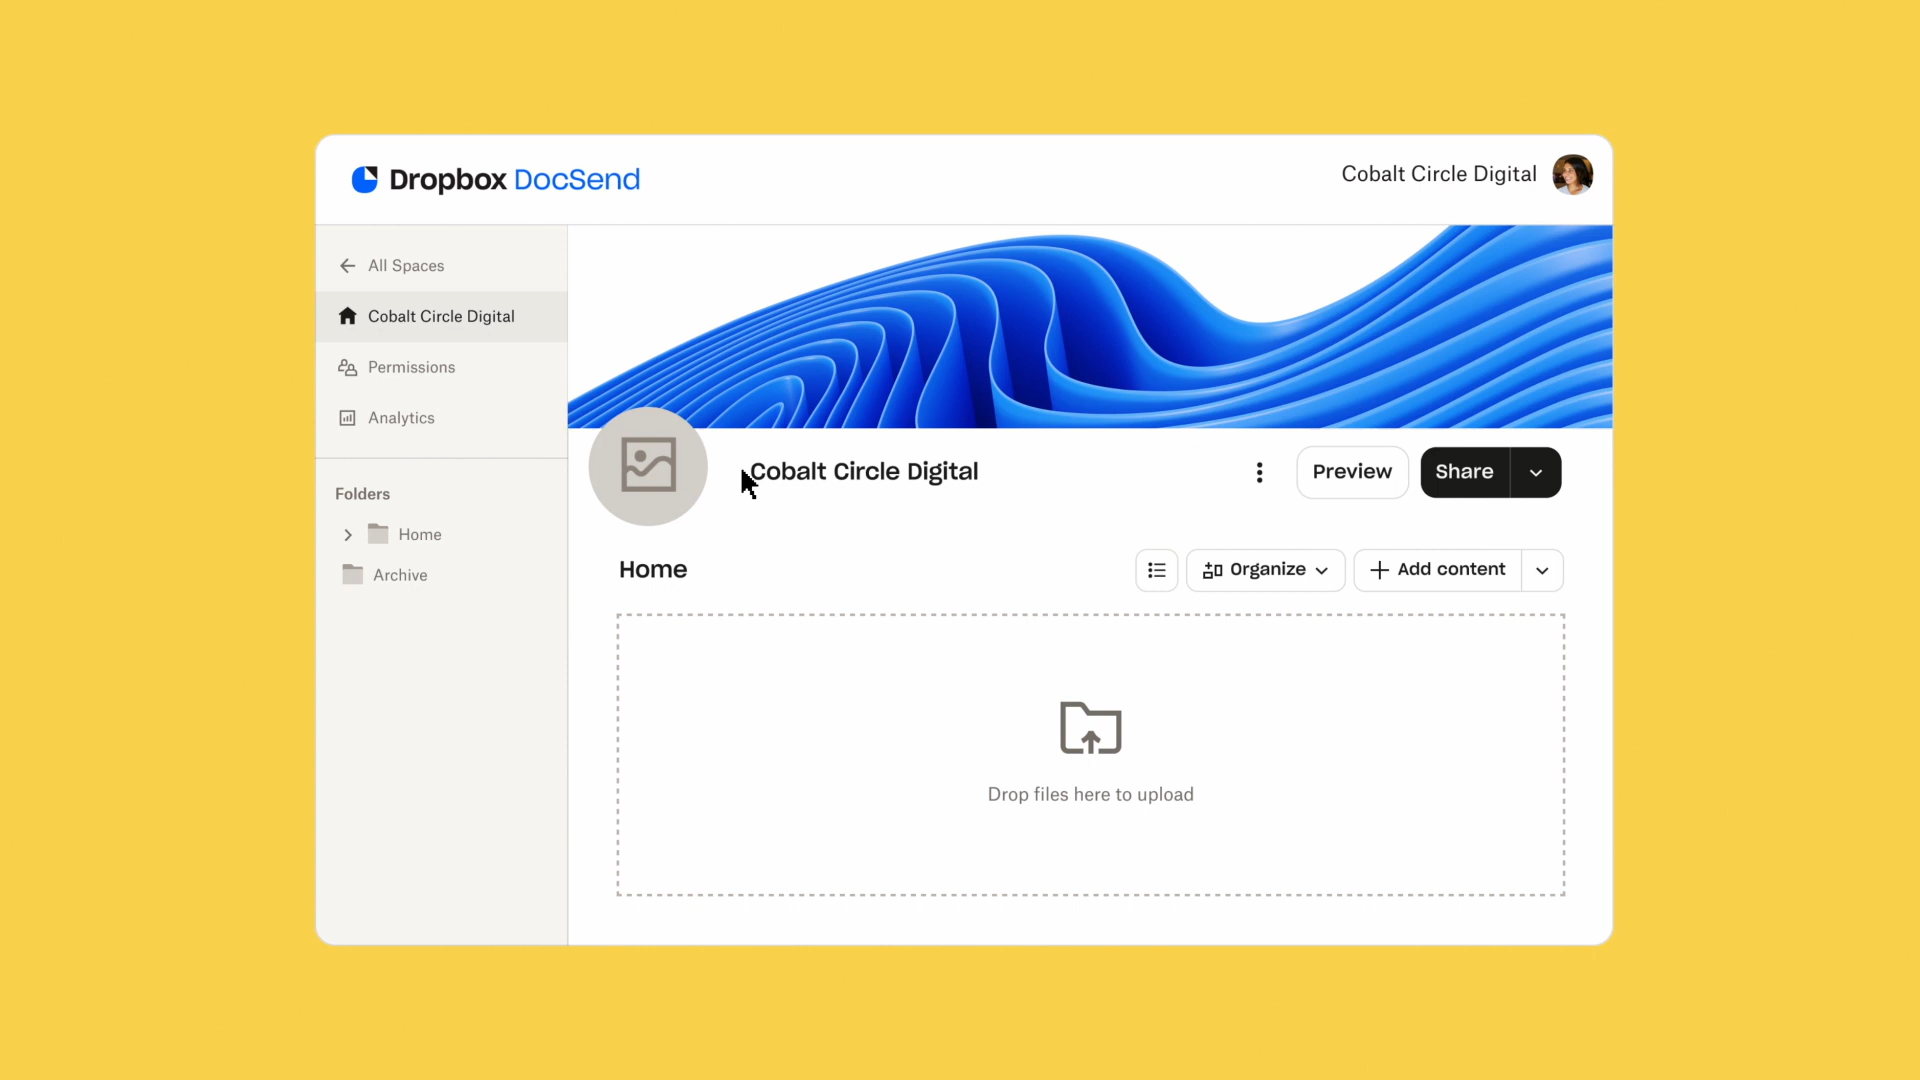 Dropbox DocSend
Cobalt Circle Digital
All Spaces
Cobalt Circle Digital
Permissions
Analytics
Folders
Home
Archive
Cobalt Circle Digital
Preview
Share
Home
Organize
Add content
Drop files here to upload